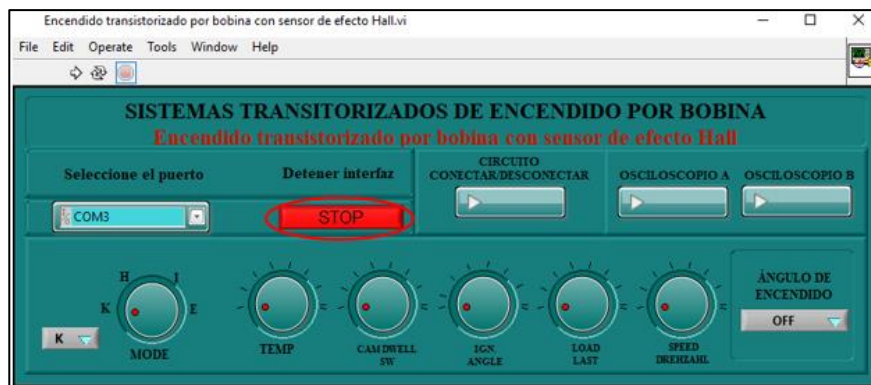 Encendido transistorizado por bobina con sensor de efecto Hall.vi
File Edit Operate Tools Window Help
SISTEMAS TRANSITORIZADOS DE ENCENDIDO POR BOBINA
Encendido transistorizado por bobina con sensor de efecto Hall
Seleccione el puerto
Detener interfaz
CIRCUITO
CONECTAR/DESCONECTAR
OSCILOSCOPIO A
OSCILOSCOPIO B
COM3
STOP
H I
K E
K
MODE
TEMP
CAM DWELL
SW
IGN.
ANGLE
LOAD
LAST
SPEED
DREHZAHL
ÁNGULO DE
ENCENDIDO
OFF